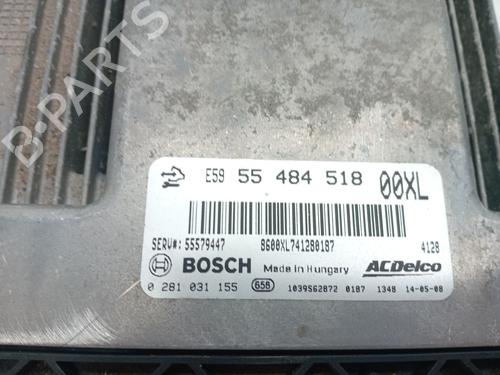 B-PARTS
E59 55 484 518 00XL
SERV#: 55579447 8600XL741280187 4128
BOSCH Made in Hungary ACDelco
0 281 031 155 656 1039S62872 0187 1348 14-05-08